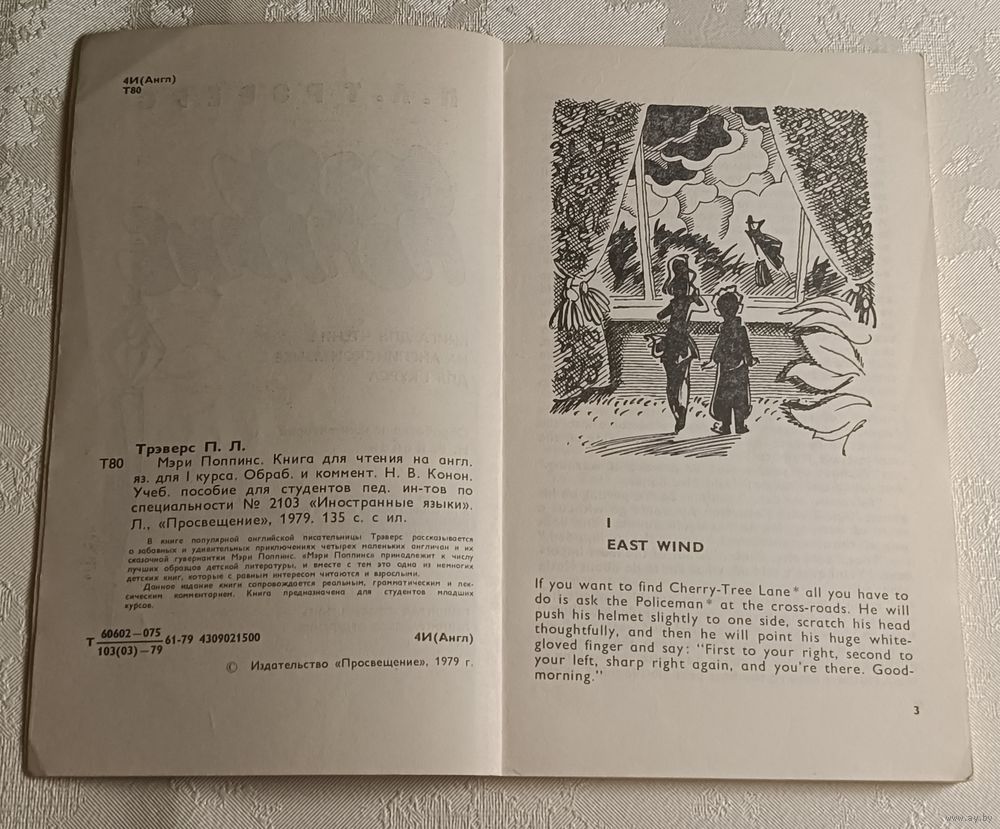 4И(Англ)
Т80
Трэверс П. Л.
Т80 Мэри Поппинс. Книга для чтения на англ.
яз. для I курса. Обраб. и коммент. Н. В. Конон.
Учеб. пособие для студентов пед. ин-тов по
специальности № 2103 «Иностранные языки».
Л., «Просвещение», 1979. 135 с. с ил.
В книге популярной английской писательницы Трэверс рассказывается
о забавных и удивительных приключениях четырех маленьких англичан и их
сказочной гувернантки Мэри Поппинс. «Мэри Поппинс» принадлежит к числу
лучших образцов детской литературы, и вместе с тем это одна из немногих
детских книг, которые с равным интересом читаются и взрослыми.
Данное издание книги сопровождается реальным, грамматическим и лек-
сическим комментарием. Книга предназначена для студентов младших
курсов.
Т 60602—075
103(03)—79 61-79 4309021500 4И(Англ)
© Издательство «Просвещение», 1979 г.
I
EAST WIND
If you want to find Cherry-Tree Lane* all you have to
do is ask the Policeman* at the cross-roads. He will
push his helmet slightly to one side, scratch his head
thoughtfully, and then he will point his huge white-
gloved finger and say: "First to your right, second to
your left, sharp right again, and you're there. Good-
morning."
3
www.ay.by